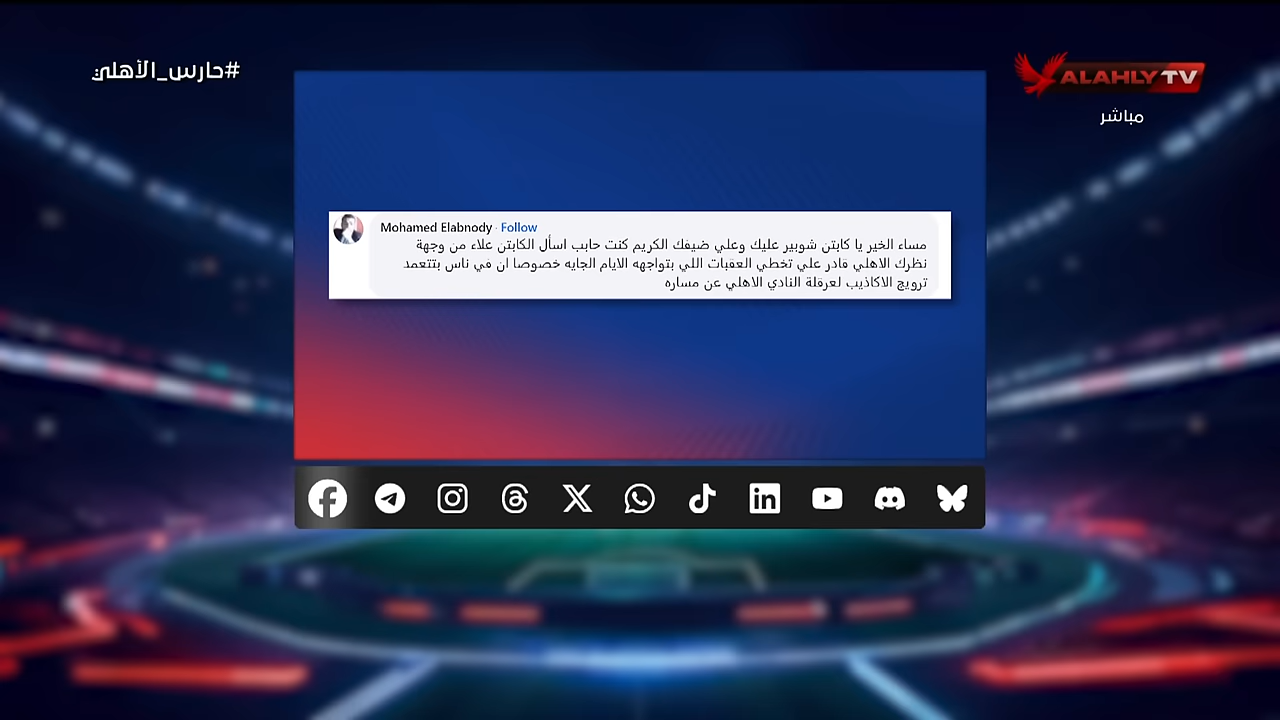 #حارس_الأهلي
ALAHLY TV
مباشر
Mohamed Elabnody · Follow
مساء الخير يا كابتن شوبير عليك وعلي ضيفك الكريم كنت حابب اسأل الكابتن علاء من وجهة
نظرك الاهلي قادر علي تخطي العقبات اللي بتواجهه الايام الجايه خصوصا ان في ناس بتتعمد
ترويج الاكاذيب لعرقلة النادي الاهلي عن مساره